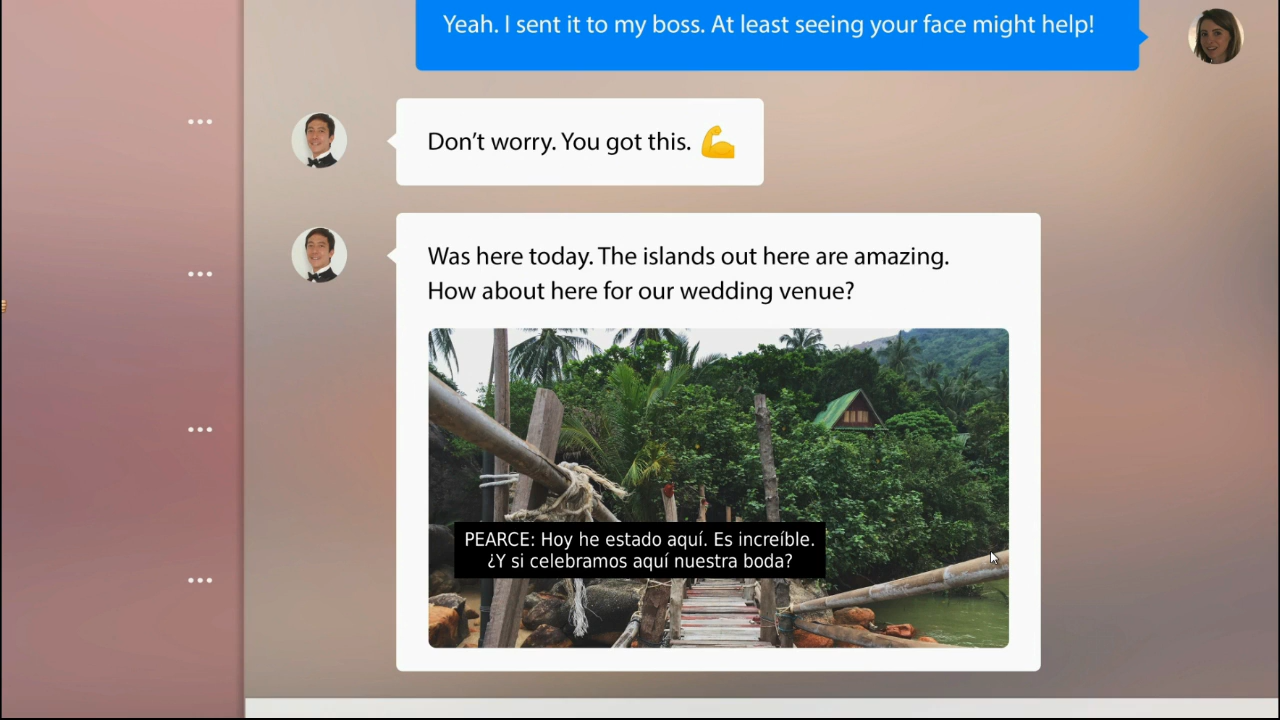 Yeah. I sent it to my boss. At least seeing your face might help!
Don’t worry. You got this. 💪
Was here today. The islands out here are amazing.
How about here for our wedding venue?
PEARCE: Hoy he estado aquí. Es increíble.
¿Y si celebramos aquí nuestra boda?